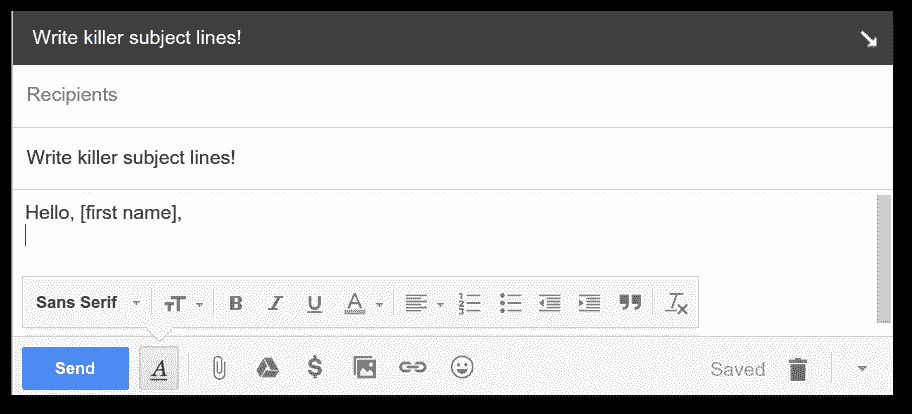 Write killer subject lines!
Recipients
Write killer subject lines!
Hello, [first name],
Sans Serif
Send
Saved